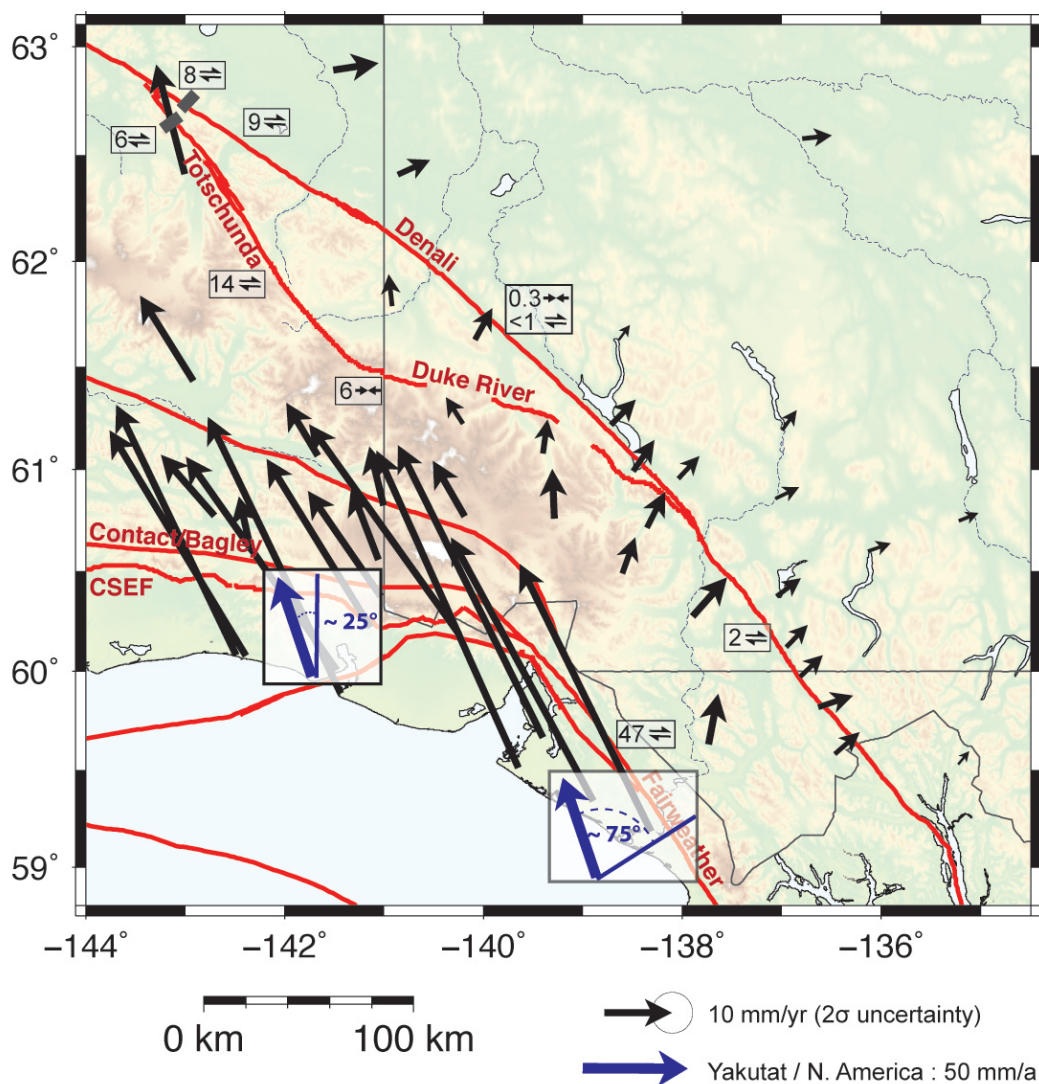 63°
62°
61°
60°
59°
8 ⇌
9 ⇌
6 ⇌
Totschunda
14 ⇌
Denali
0.3
<1 ⇌
Duke River
6
Contact/Bagley
CSEF
~ 25°
2 ⇌
47 ⇌
Fairweather
~ 75°
−144° −142° −140° −138° −136°
0 km 100 km
10 mm/yr (2σ uncertainty)
Yakutat / N. America : 50 mm/a